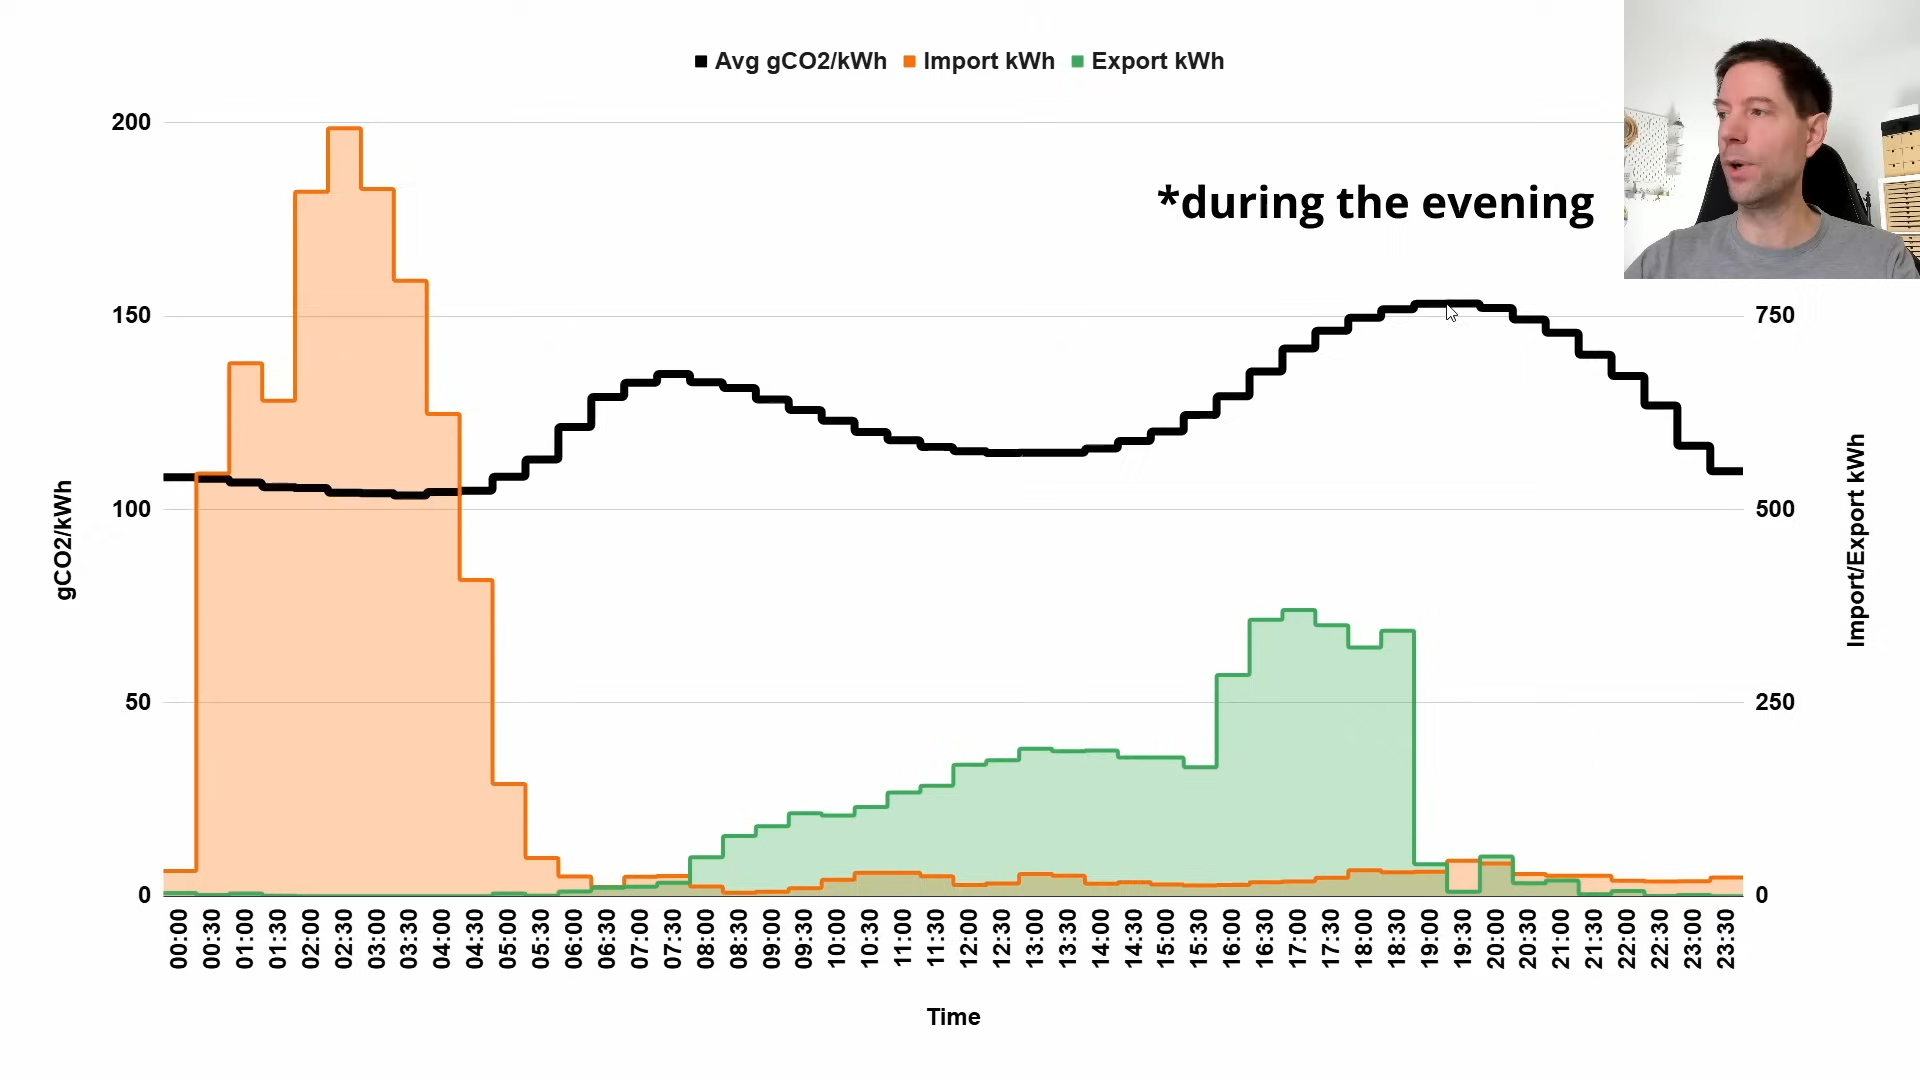 Avg gCO2/kWh Import kWh Export kWh
*during the evening
200
150
100
50
0
750
500
250
0
gCO2/kWh
Import/Export kWh
00:00 00:30 01:00 01:30 02:00 02:30 03:00 03:30 04:00 04:30 05:00 05:30 06:00 06:30 07:00 07:30 08:00 08:30 09:00 09:30 10:00 10:30 11:00 11:30 12:00 12:30 13:00 13:30 14:00 14:30 15:00 15:30 16:00 16:30 17:00 17:30 18:00 18:30 19:00 19:30 20:00 20:30 21:00 21:30 22:00 22:30 23:00 23:30
Time